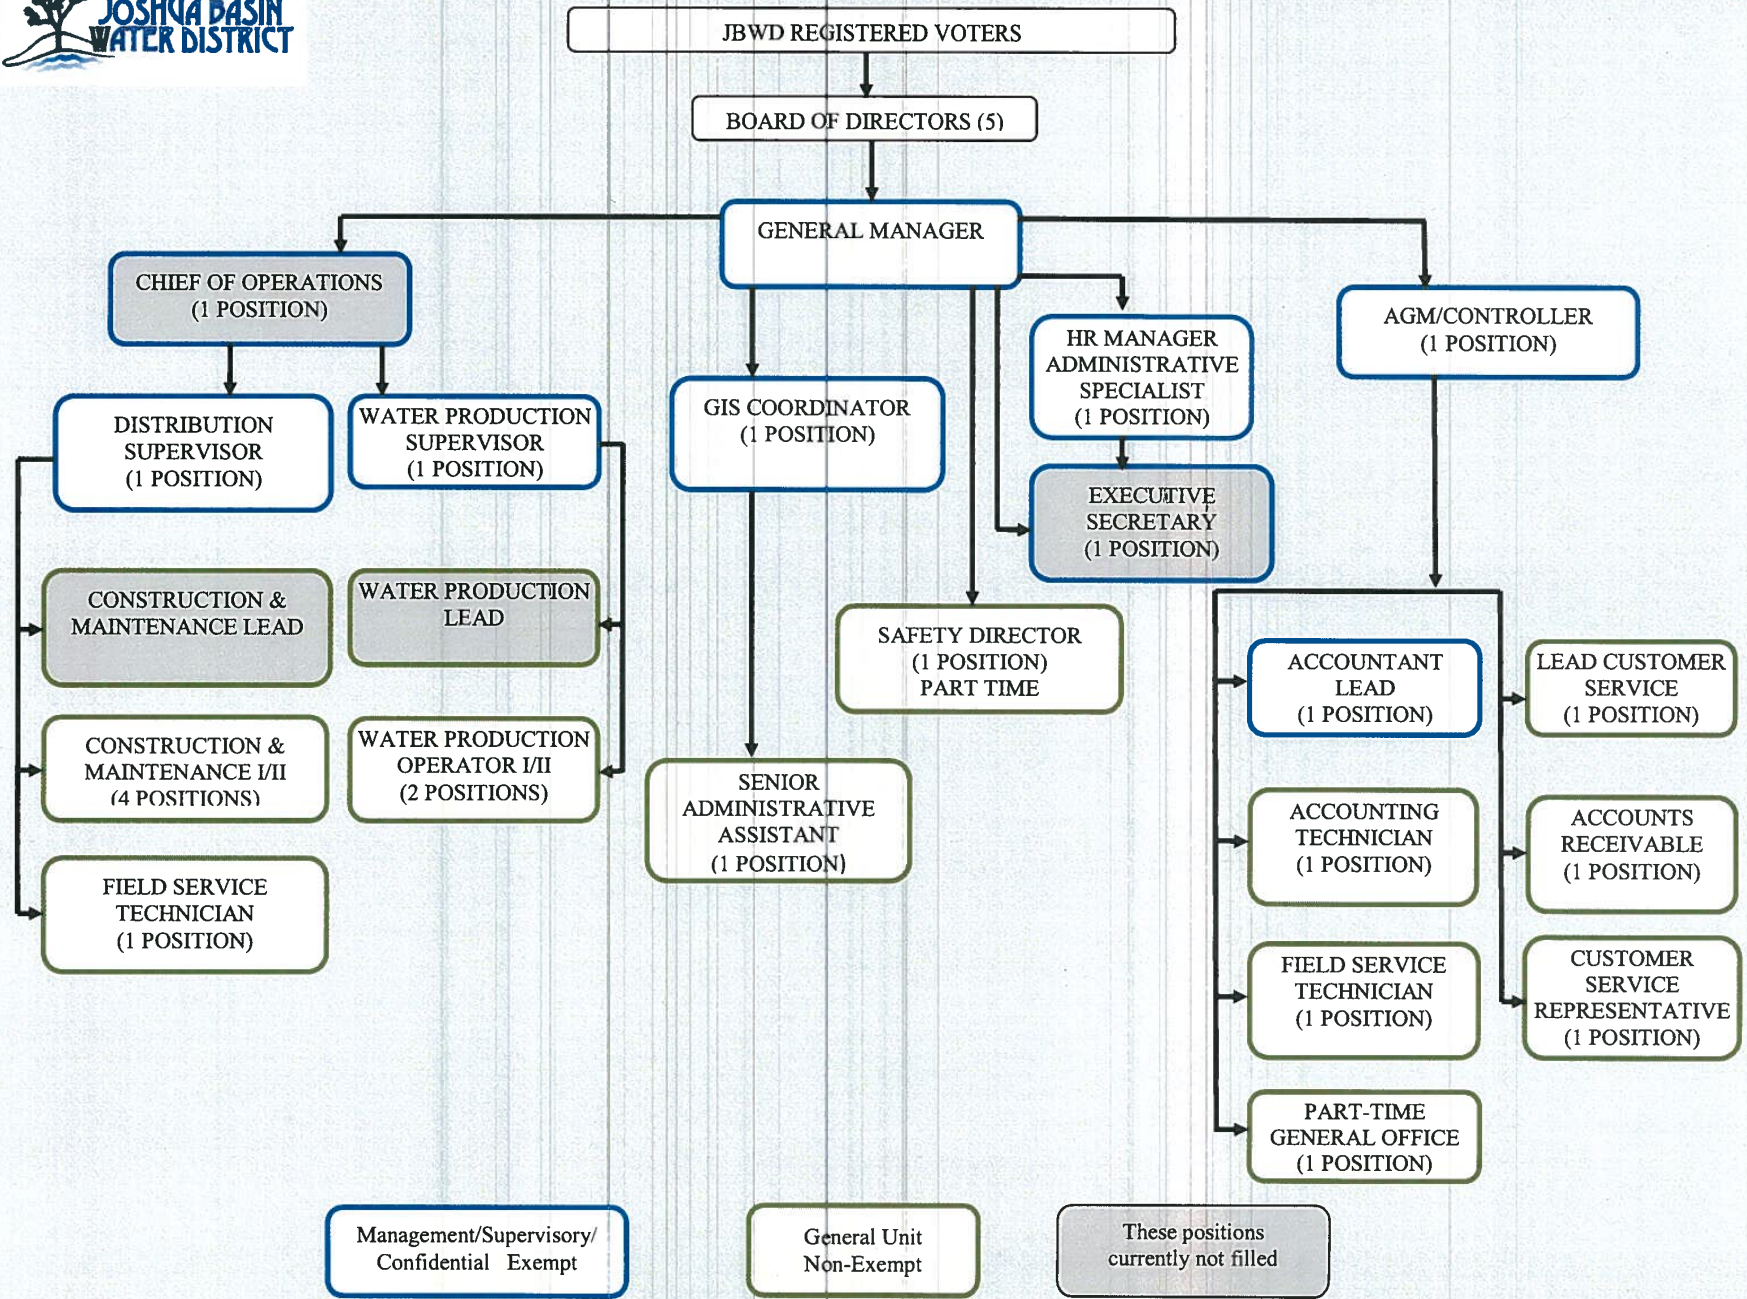 JOSHUA BASIN
WATER DISTRICT
JBWD REGISTERED VOTERS
BOARD OF DIRECTORS (5)
GENERAL MANAGER
CHIEF OF OPERATIONS
(1 POSITION)
AGM/CONTROLLER
(1 POSITION)
HR MANAGER
ADMINISTRATIVE
SPECIALIST
(1 POSITION)
GIS COORDINATOR
(1 POSITION)
DISTRIBUTION
SUPERVISOR
(1 POSITION)
WATER PRODUCTION
SUPERVISOR
(1 POSITION)
EXECUTIVE
SECRETARY
(1 POSITION)
CONSTRUCTION &
MAINTENANCE LEAD
WATER PRODUCTION
LEAD
SAFETY DIRECTOR
(1 POSITION)
PART TIME
ACCOUNTANT
LEAD
(1 POSITION)
LEAD CUSTOMER
SERVICE
(1 POSITION)
CONSTRUCTION &
MAINTENANCE I/II
(4 POSITIONS)
WATER PRODUCTION
OPERATOR I/II
(2 POSITIONS)
SENIOR
ADMINISTRATIVE
ASSISTANT
(1 POSITION)
ACCOUNTING
TECHNICIAN
(1 POSITION)
ACCOUNTS
RECEIVABLE
(1 POSITION)
FIELD SERVICE
TECHNICIAN
(1 POSITION)
FIELD SERVICE
TECHNICIAN
(1 POSITION)
CUSTOMER
SERVICE
REPRESENTATIVE
(1 POSITION)
PART-TIME
GENERAL OFFICE
(1 POSITION)
Management/Supervisory/
Confidential Exempt
General Unit
Non-Exempt
These positions
currently not filled